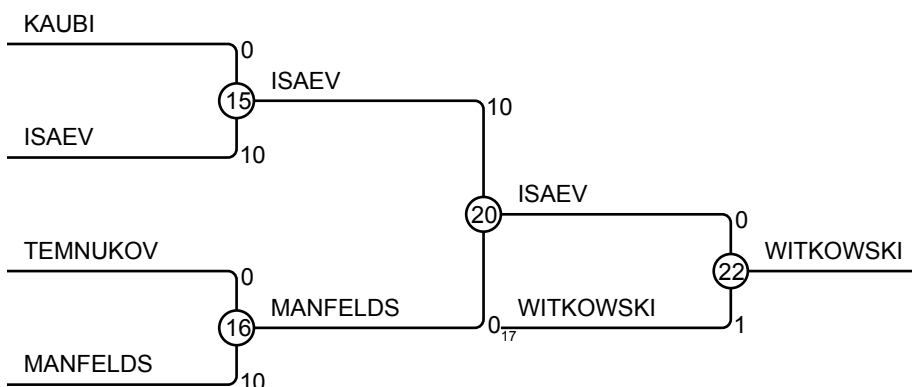 KAUBI
0
15
ISAEV
10
ISAEV
10
20
ISAEV
0
22
WITKOWSKI
TEMNUKOV
0
16
MANFELDS
0
17
WITKOWSKI
1
MANFELDS
10